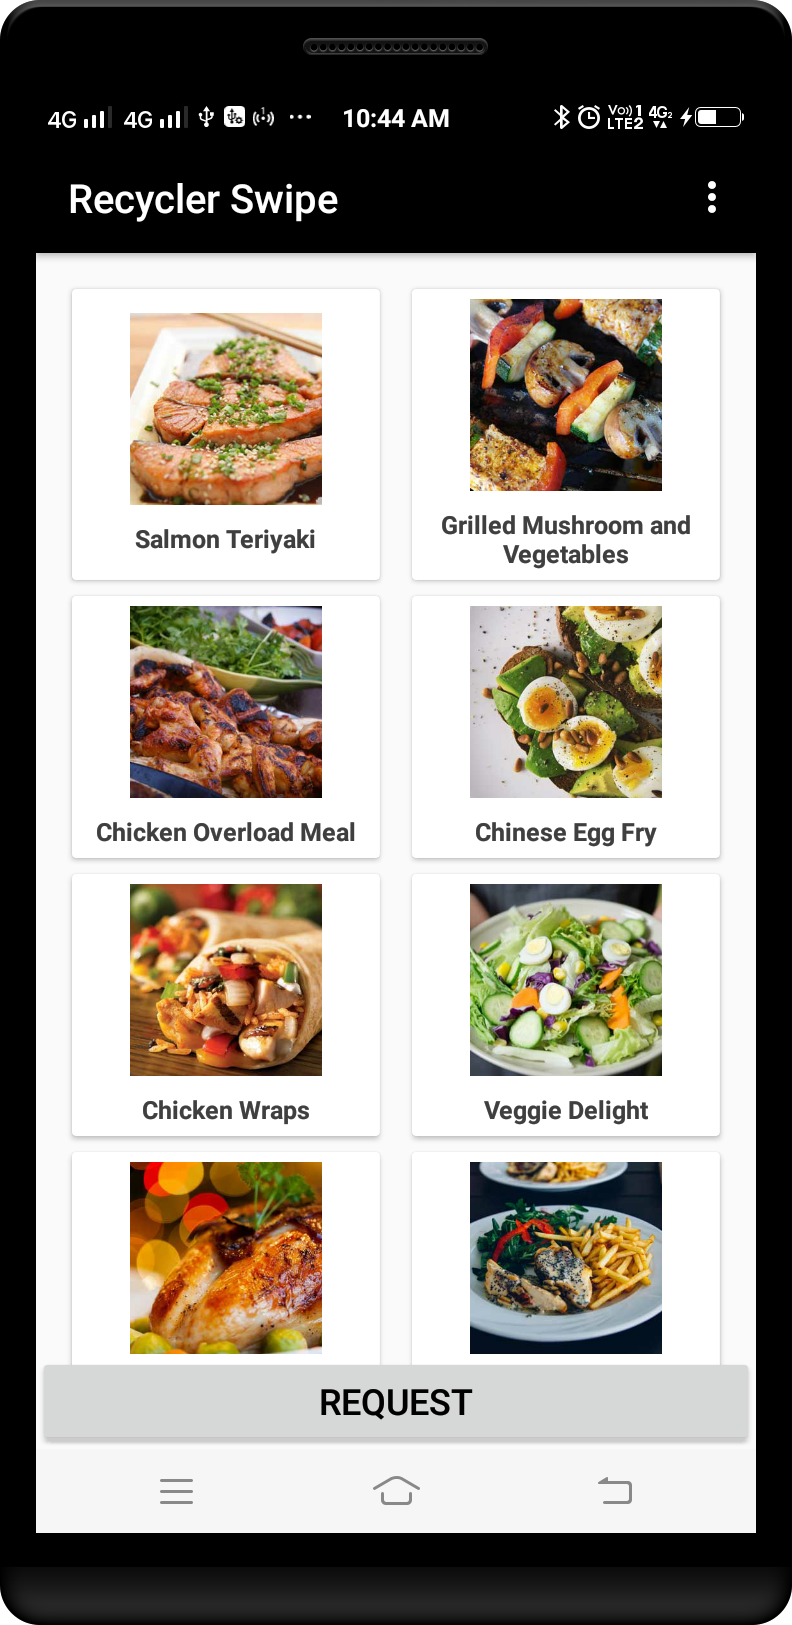 4G 4G 10:44 AM VoD 1 LTE2 4G2
Recycler Swipe
Salmon Teriyaki
Grilled Mushroom and
Vegetables
Chicken Overload Meal
Chinese Egg Fry
Chicken Wraps
Veggie Delight
REQUEST